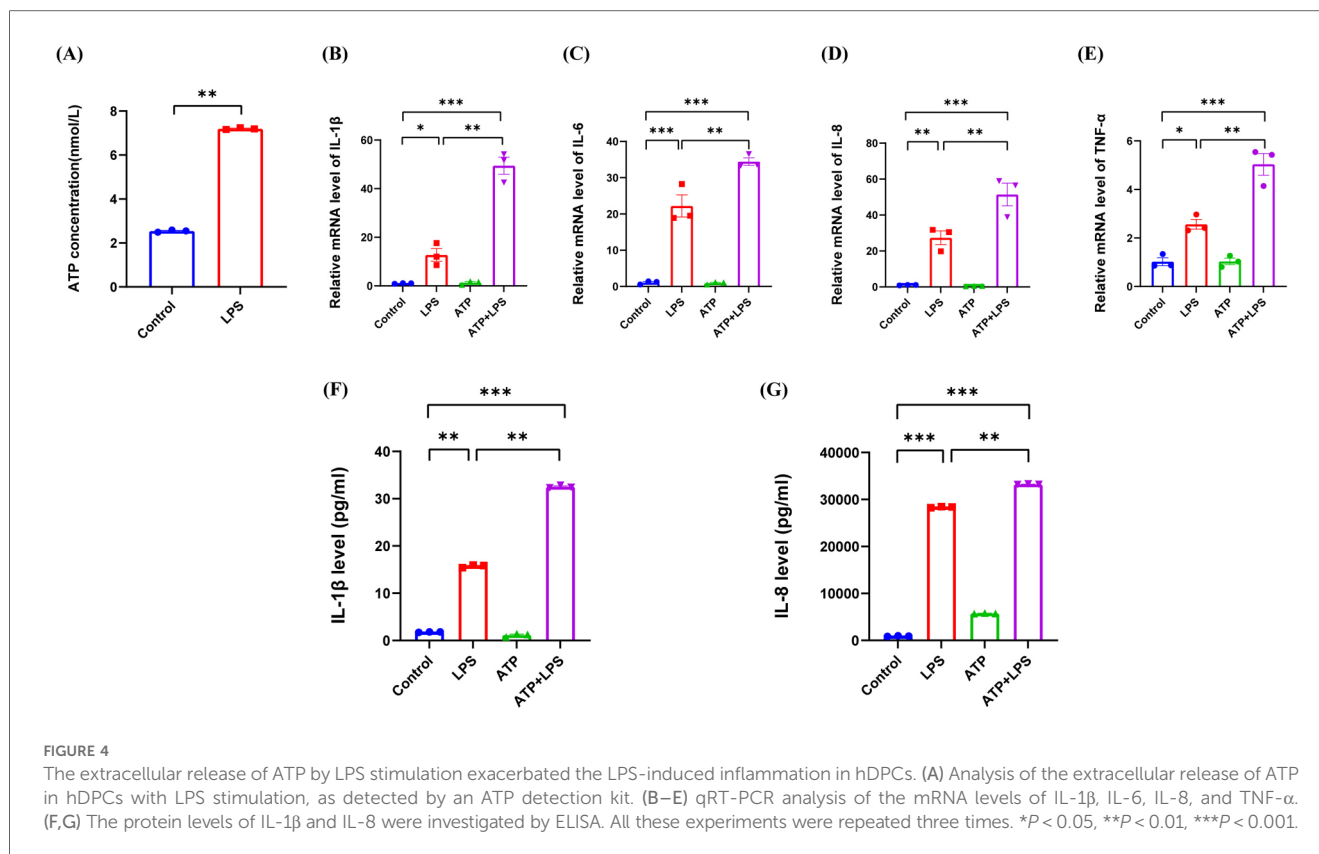 (A)
**
ATP concentration(nmol/L)
8
6
4
2
0
Control
LPS
(B)
***
*
**
Relative mRNA level of IL-1β
60
40
20
0
Control
LPS
ATP
ATP+LPS
(C)
***
***
**
Relative mRNA level of IL-6
40
30
20
10
0
Control
LPS
ATP
ATP+LPS
(D)
***
**
**
Relative mRNA level of IL-8
80
60
40
20
0
Control
LPS
ATP
ATP+LPS
(E)
***
*
**
Relative mRNA level of TNF-α
6
4
2
0
Control
LPS
ATP
ATP+LPS
(F)
***
**
**
IL-1β level (pg/ml)
40
30
20
10
0
Control
LPS
ATP
ATP+LPS
(G)
***
***
**
IL-8 level (pg/ml)
40000
30000
20000
10000
0
Control
LPS
ATP
ATP+LPS
FIGURE 4
The extracellular release of ATP by LPS stimulation exacerbated the LPS-induced inflammation in hDPCs. (A) Analysis of the extracellular release of ATP
in hDPCs with LPS stimulation, as detected by an ATP detection kit. (B–E) qRT-PCR analysis of the mRNA levels of IL-1β, IL-6, IL-8, and TNF-α.
(F,G) The protein levels of IL-1β and IL-8 were investigated by ELISA. All these experiments were repeated three times. *P < 0.05, **P < 0.01, ***P < 0.001.